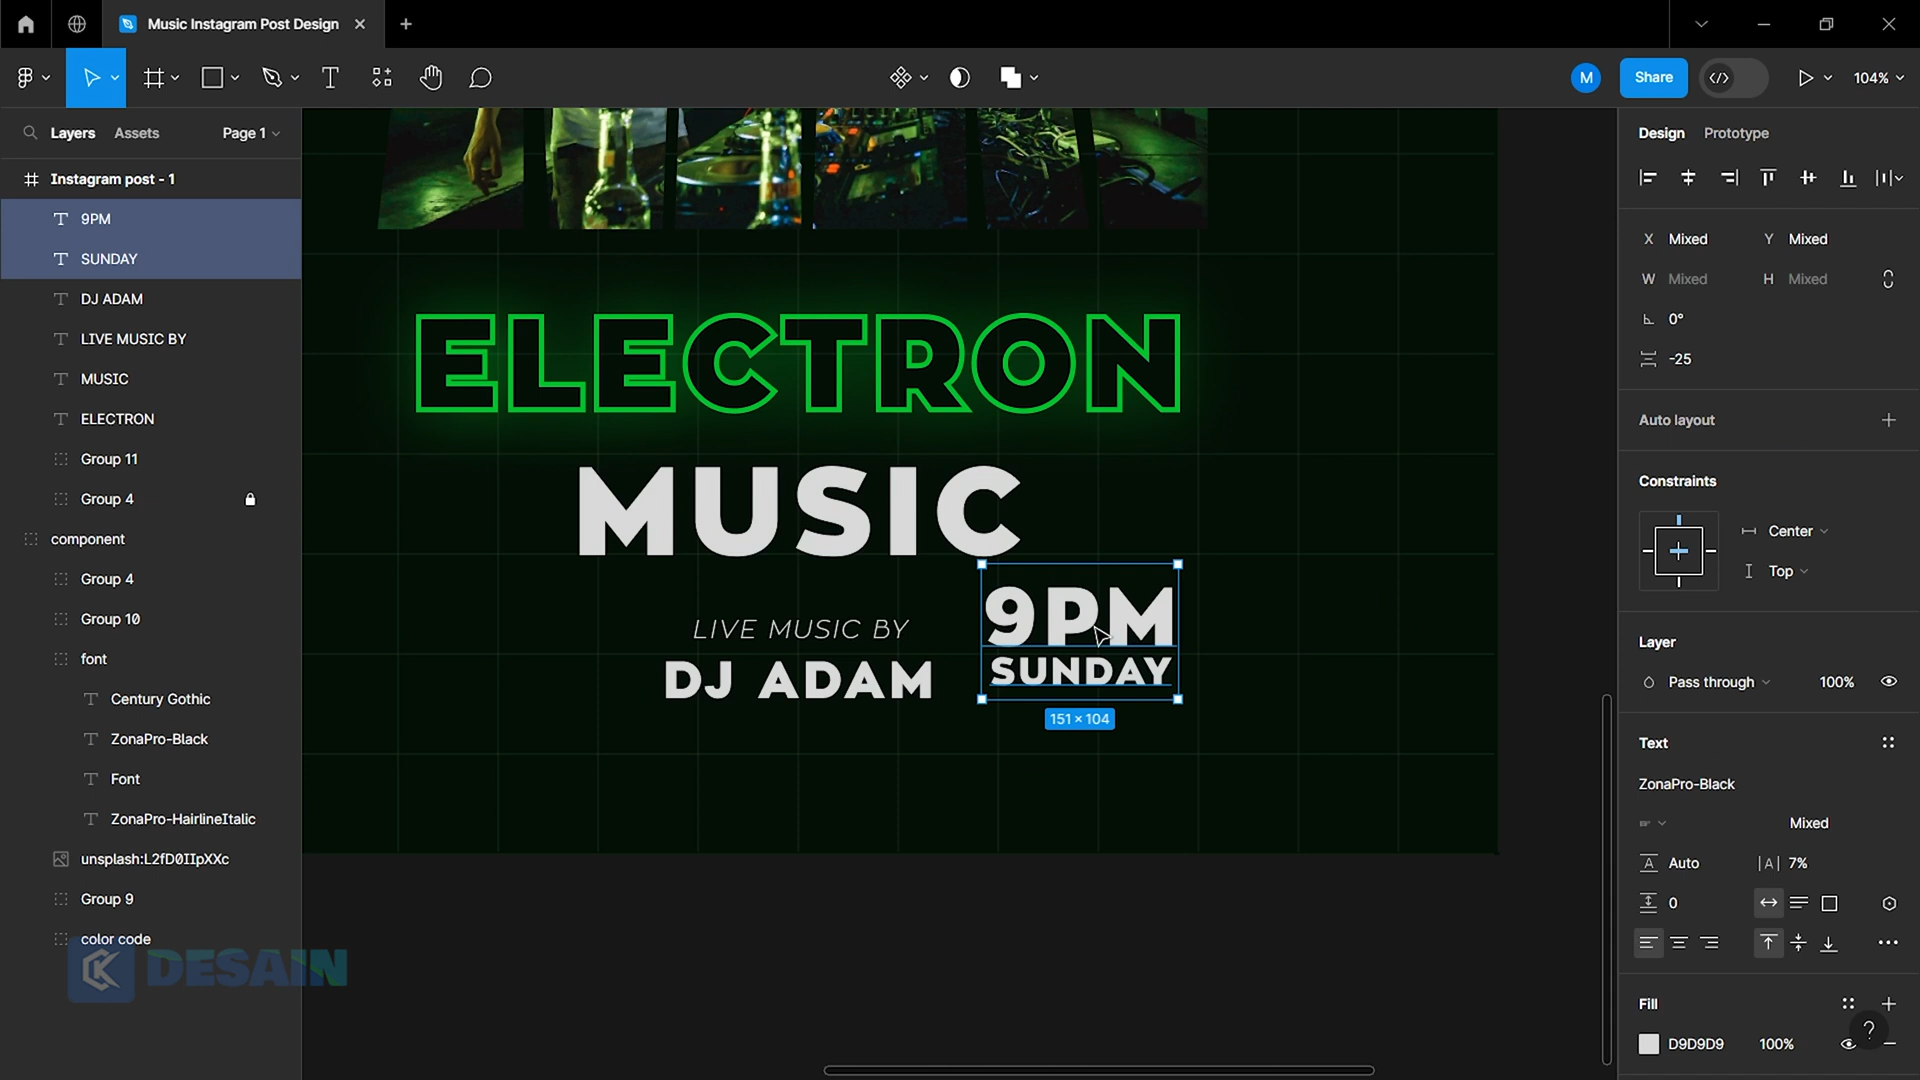 Music Instagram Post Design
M
Share
104%
Layers
Assets
Page 1
Instagram post - 1
9PM
SUNDAY
DJ ADAM
LIVE MUSIC BY
MUSIC
ELECTRON
Group 11
Group 4
component
Group 4
Group 10
font
Century Gothic
ZonaPro-Black
Font
ZonaPro-HairlineItalic
unsplash:L2fD0IIpXXc
Group 9
color code
DESAIN
ELECTRON
MUSIC
LIVE MUSIC BY
DJ ADAM
9PM
SUNDAY
151 × 104
Design
Prototype
X Mixed
Y Mixed
W Mixed
H Mixed
0°
-25
Auto layout
Constraints
Center
Top
Layer
Pass through
100%
Text
ZonaPro-Black
Mixed
Auto
7%
0
Fill
D9D9D9
100%
?